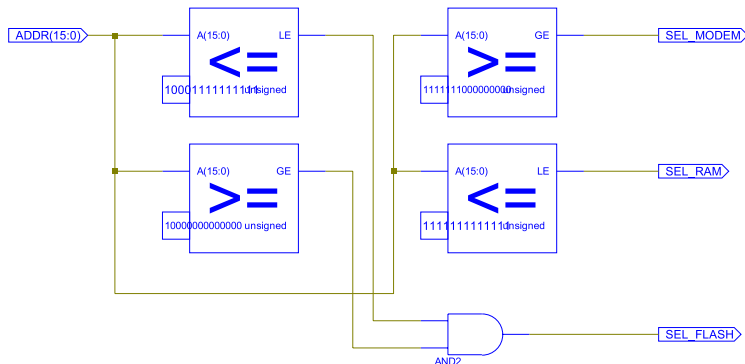 ADDR(15:0)
A(15:0) LE
<=
unsigned
A(15:0) GE
>=
1111111000000000 unsigned
SEL_MODEM
A(15:0) GE
>=
10000000000000 unsigned
A(15:0) LE
<=
1111111111111 unsigned
SEL_RAM
AND2
SEL_FLASH